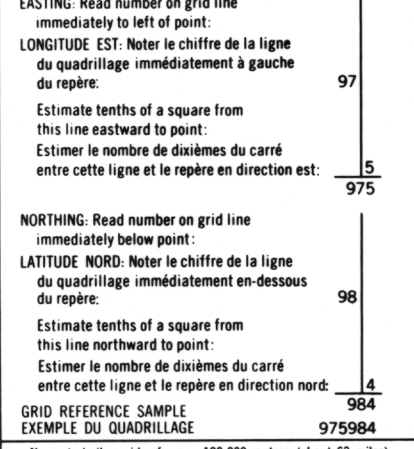 EASTING: Read number on grid line
immediately to left of point:
LONGITUDE EST: Noter le chiffre de la ligne
du quadrillage immédiatement à gauche
du repère: 97
Estimate tenths of a square from
this line eastward to point:
Estimer le nombre de dixièmes du carré
entre cette ligne et le repère en direction est: 5
975
NORTHING: Read number on grid line
immediately below point:
LATITUDE NORD: Noter le chiffre de la ligne
du quadrillage immédiatement en-dessous
du repère: 98
Estimate tenths of a square from
this line northward to point:
Estimer le nombre de dixièmes du carré
entre cette ligne et le repère en direction nord: 4
984
GRID REFERENCE SAMPLE
EXEMPLE DU QUADRILLAGE 975984